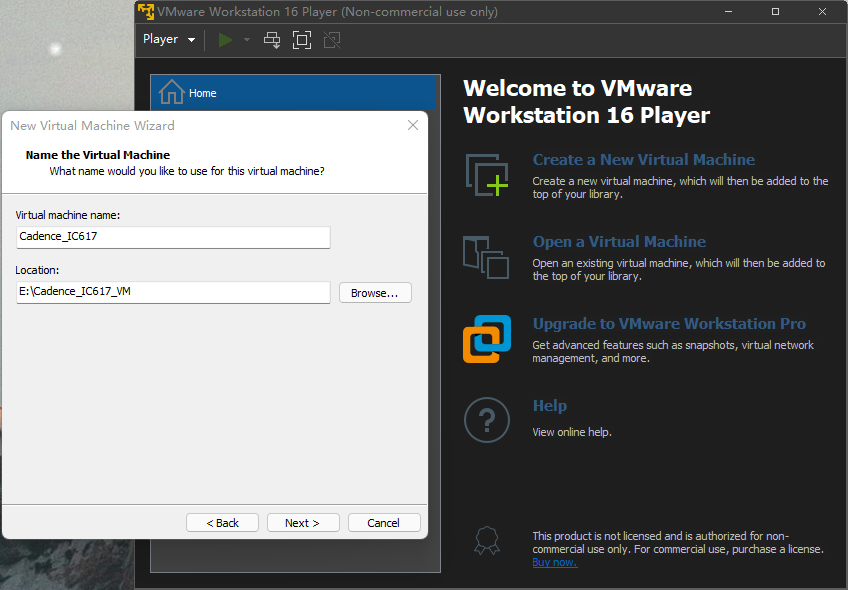 VMware Workstation 16 Player (Non-commercial use only)
Player
Home
New Virtual Machine Wizard
Name the Virtual Machine
What name would you like to use for this virtual machine?
Virtual machine name:
Cadence_IC617
Location:
E:\Cadence_IC617_VM
Browse...
< Back
Next >
Cancel
Welcome to VMware
Workstation 16 Player
Create a New Virtual Machine
Create a new virtual machine, which will then be added to the
top of your library.
Open a Virtual Machine
Open an existing virtual machine, which will then be added to
the top of your library.
Upgrade to VMware Workstation Pro
Get advanced features such as snapshots, virtual network
management, and more.
Help
View online help.
This product is not licensed and is authorized for non-
commercial use only. For commercial use, purchase a license.
Buy now.